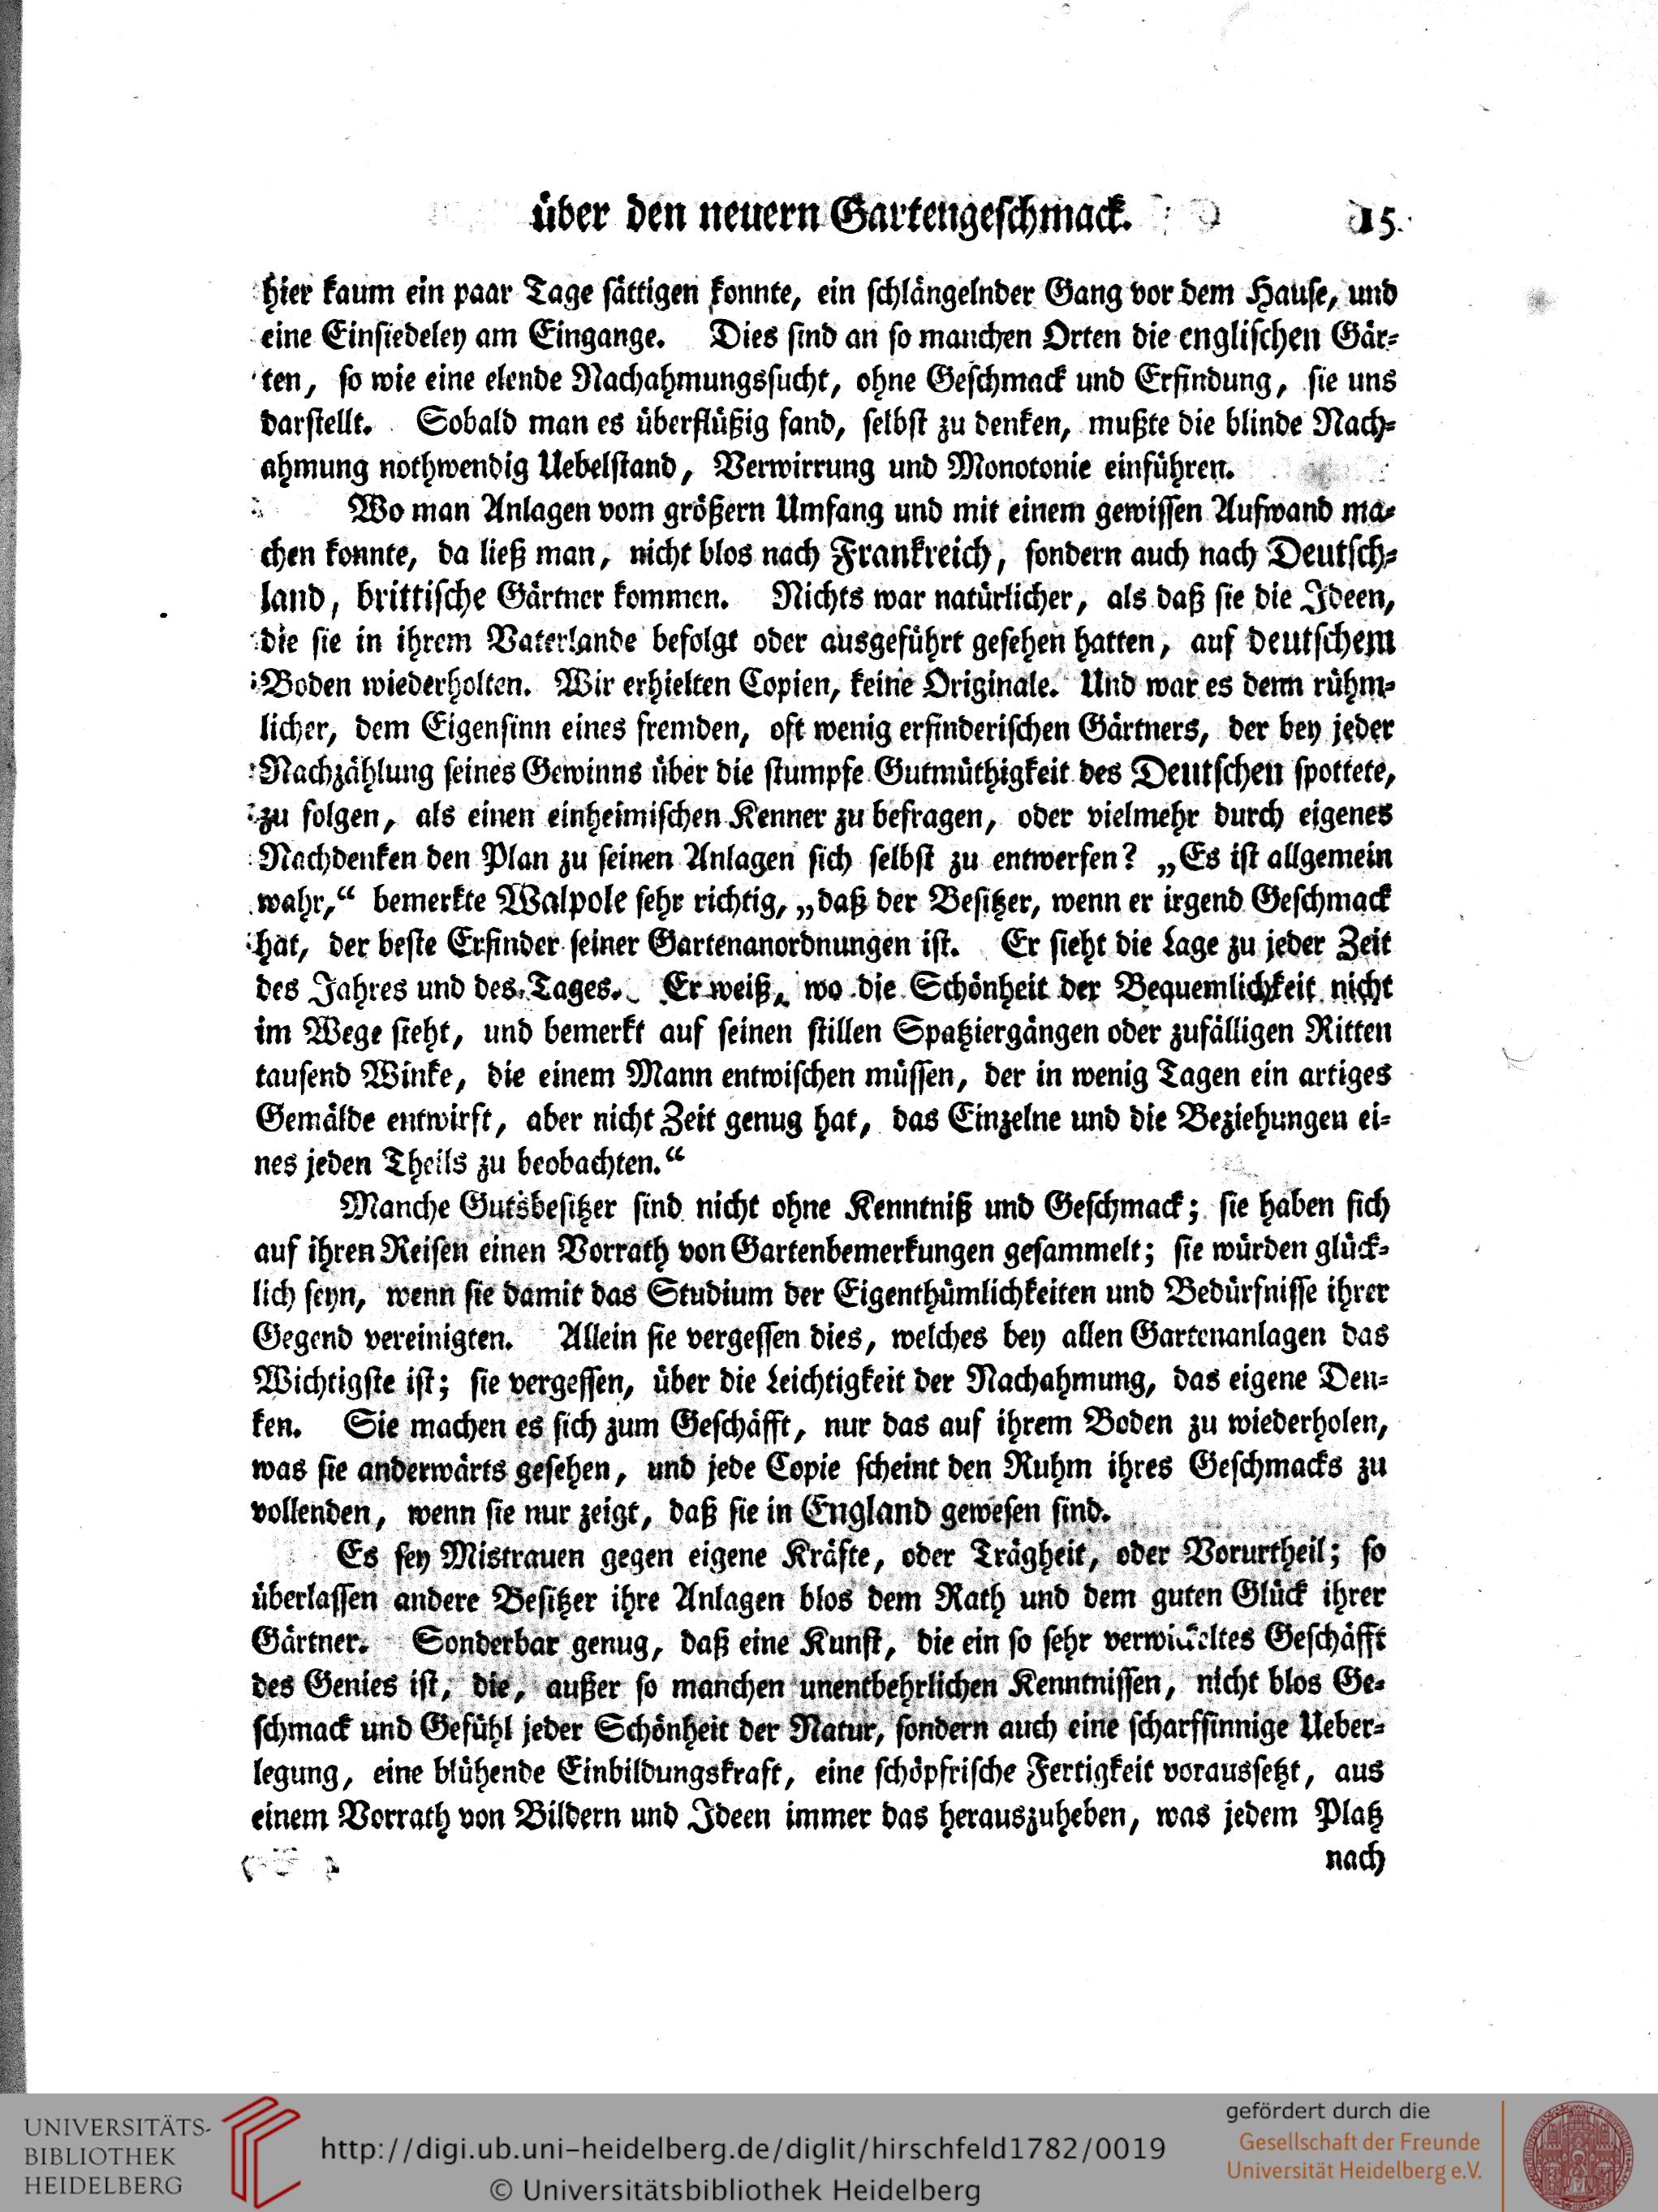 über den neuern Gartengeschmack. 15
hier kaum ein paar Tage sättigen konnte, ein schlängelnder Gang vor dem Hause, und
eine Einsiedeley am Eingange. Dies sind an so manchen Orten die englischen Gär-
ten, so wie eine elende Nachahmungssucht, ohne Geschmack und Erfindung, sie uns
darstellt. Sobald man es überflüßig fand, selbst zu denken, mußte die blinde Nach-
ahmung nothwendig Uebelstand, Verwirrung und Monotonie einführen.
Wo man Anlagen vom größern Umfang und mit einem gewissen Aufwand ma-
chen konnte, da ließ man, nicht blos nach Frankreich, sondern auch nach Deutsch-
land, brittische Gärtner kommen. Nichts war natürlicher, als daß sie die Ideen,
die sie in ihrem Vaterlande befolgt oder ausgeführt gesehen hatten, auf deutschem
Boden wiederholten. Wir erhielten Copien, keine Originale. Und war es denn rühm-
licher, dem Eigensinn eines fremden, oft wenig erfinderischen Gärtners, der bey jeder
Nachzählung seines Gewinns über die stumpfe Gutmüthigkeit des Deutschen spottete,
zu folgen, als einen einheimischen Kenner zu befragen, oder vielmehr durch eigenes
Nachdenken den Plan zu seinen Anlagen sich selbst zu entwerfen? „Es ist allgemein
wahr,“ bemerkte Walpole sehr richtig, „daß der Besitzer, wenn er irgend Geschmack
hat, der beste Erfinder seiner Gartenanordnungen ist. Er sieht die Lage zu jeder Zeit
des Jahres und des Tages. Er weiß, wo die Schönheit der Bequemlichkeit nicht
im Wege steht, und bemerkt auf seinen stillen Spatziergängen oder zufälligen Ritten
tausend Winke, die einem Mann entwischen müssen, der in wenig Tagen ein artiges
Gemälde entwirft, aber nicht Zeit genug hat, das Einzelne und die Beziehungen ei-
nes jeden Theils zu beobachten.“
Manche Gutsbesitzer sind nicht ohne Kenntniß und Geschmack; sie haben sich
auf ihren Reisen einen Vorrath von Gartenbemerkungen gesammelt; sie würden glück-
lich seyn, wenn sie damit das Studium der Eigenthümlichkeiten und Bedürfnisse ihrer
Gegend vereinigten. Allein sie vergessen dies, welches bey allen Gartenanlagen das
Wichtigste ist; sie vergessen, über die Leichtigkeit der Nachahmung, das eigene Den-
ken. Sie machen es sich zum Geschäfft, nur das auf ihrem Boden zu wiederholen,
was sie anderwärts gesehen, und jede Copie scheint den Ruhm ihres Geschmacks zu
vollenden, wenn sie nur zeigt, daß sie in England gewesen sind.
Es sey Mistrauen gegen eigene Kräfte, oder Trägheit, oder Vorurtheil; so
überlassen andere Besitzer ihre Anlagen blos dem Rath und dem guten Glück ihrer
Gärtner. Sonderbar genug, daß eine Kunst, die ein so sehr verwickeltes Geschäfft
des Genies ist, die, außer so manchen unentbehrlichen Kenntnissen, nicht blos Ge-
schmack und Gefühl jeder Schönheit der Natur, sondern auch eine scharfsinnige Ueber-
legung, eine blühende Einbildungskraft, eine schöpfrische Fertigkeit voraussetzt, aus
einem Vorrath von Bildern und Ideen immer das herauszuheben, was jedem Platz
nach
UNIVERSITÄTS-
BIBLIOTHEK
HEIDELBERG
http://digi.ub.uni-heidelberg.de/diglit/hirschfeld1782/0019
© Universitätsbibliothek Heidelberg
gefördert durch die
Gesellschaft der Freunde
Universität Heidelberg e.V.